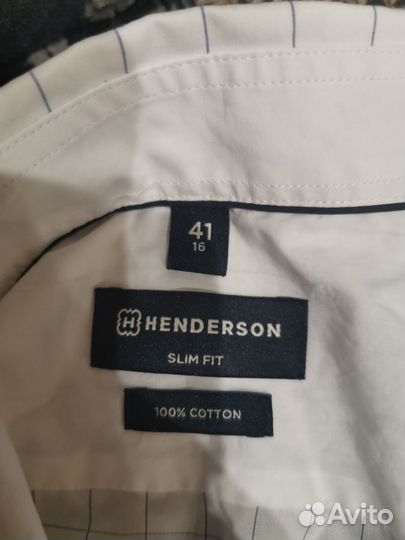 41
16
H HENDERSON
SLIM FIT
100% COTTON
Avito